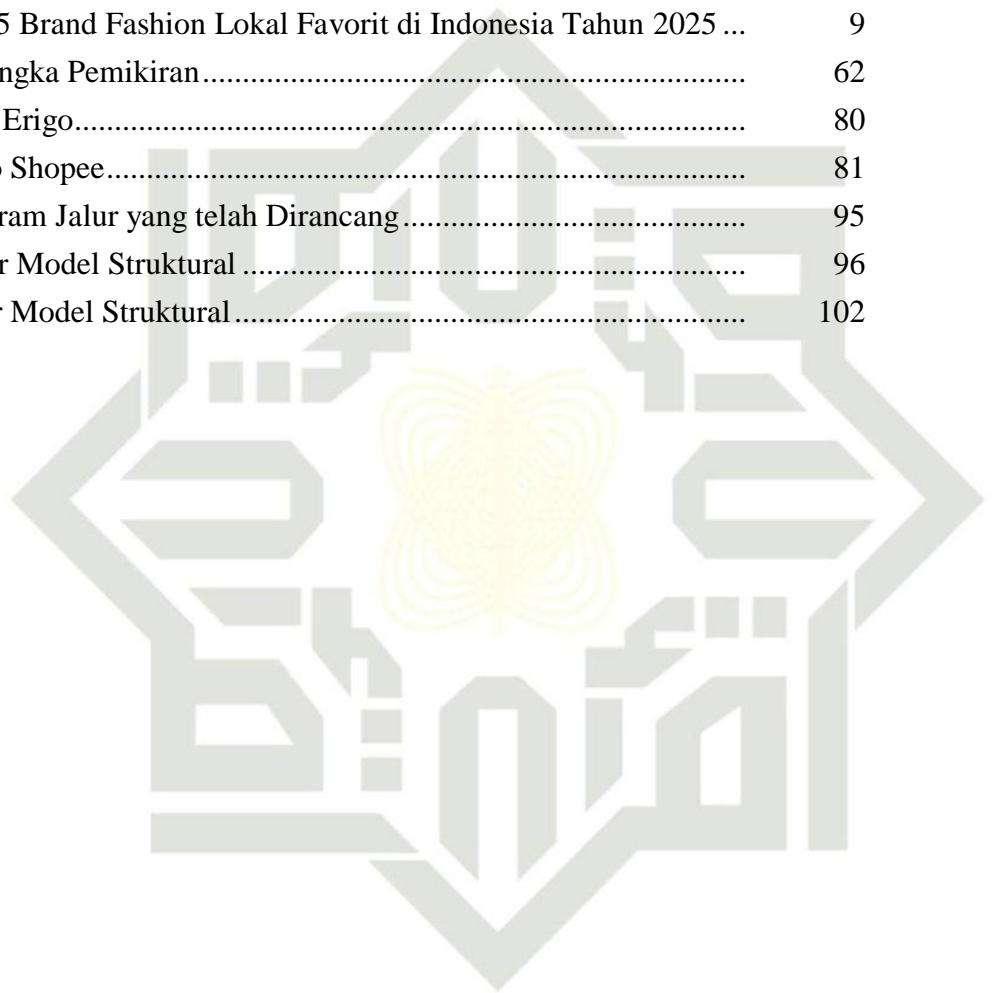 5 Brand Fashion Lokal Favorit di Indonesia Tahun 2025 ... 9
ngka Pemikiran.................................................................... 62
Erigo.................................................................................... 80
o Shopee................................................................................ 81
ram Jalur yang telah Dirancang........................................... 95
r Model Struktural ............................................................... 96
r Model Struktural................................................................ 102